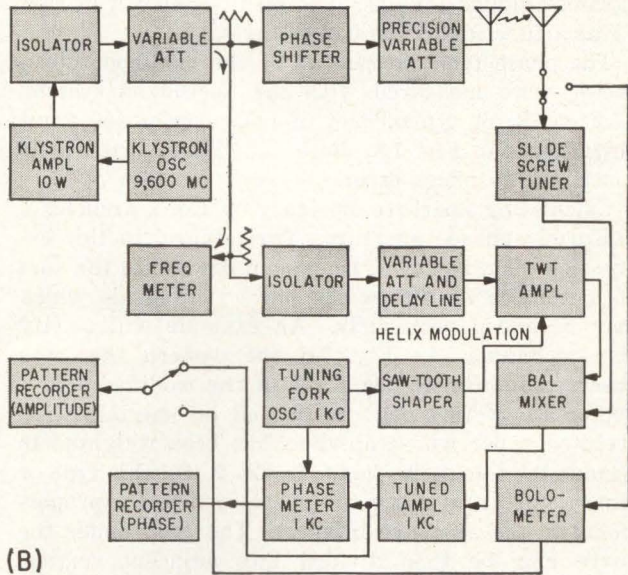 ISOLATOR
VARIABLE
ATT
PHASE
SHIFTER
PRECISION
VARIABLE
ATT
KLYSTRON
AMPL
10 W
KLYSTRON
OSC
9,600 MC
SLIDE
SCREW
TUNER
FREQ
METER
ISOLATOR
VARIABLE
ATT AND
DELAY LINE
TWT
AMPL
HELIX MODULATION
PATTERN
RECORDER
(AMPLITUDE)
TUNING
FORK
OSC 1 KC
SAW-TOOTH
SHAPER
BAL
MIXER
PATTERN
RECORDER
(PHASE)
PHASE
METER
1 KC
TUNED
AMPL
1 KC
BOLO-
METER
(B)